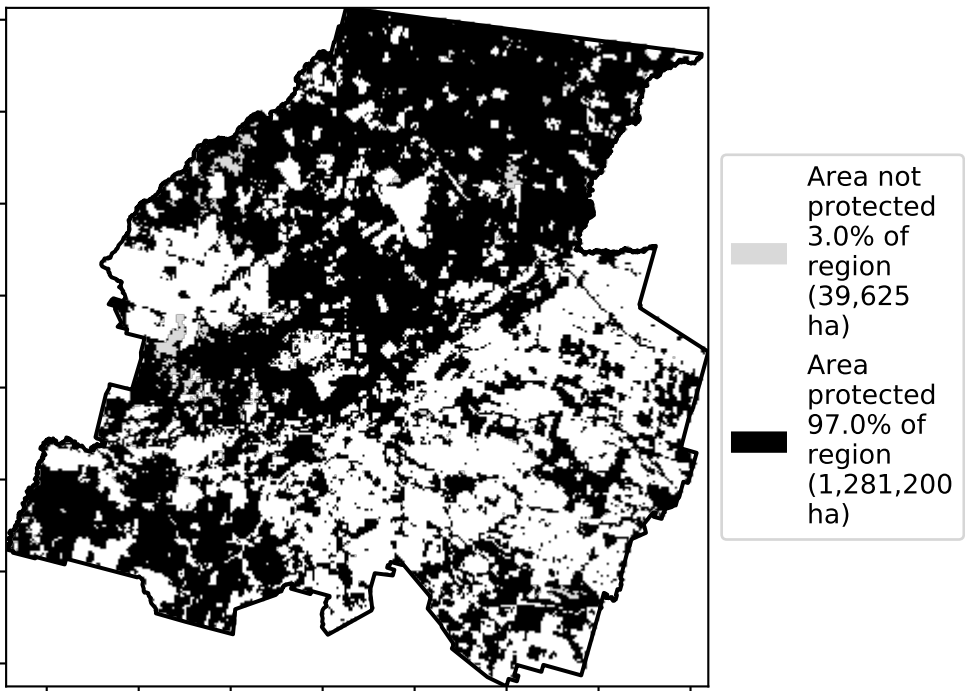 Area not
protected
3.0% of
region
(39,625
ha)
Area
protected
97.0% of
region
(1,281,200
ha)